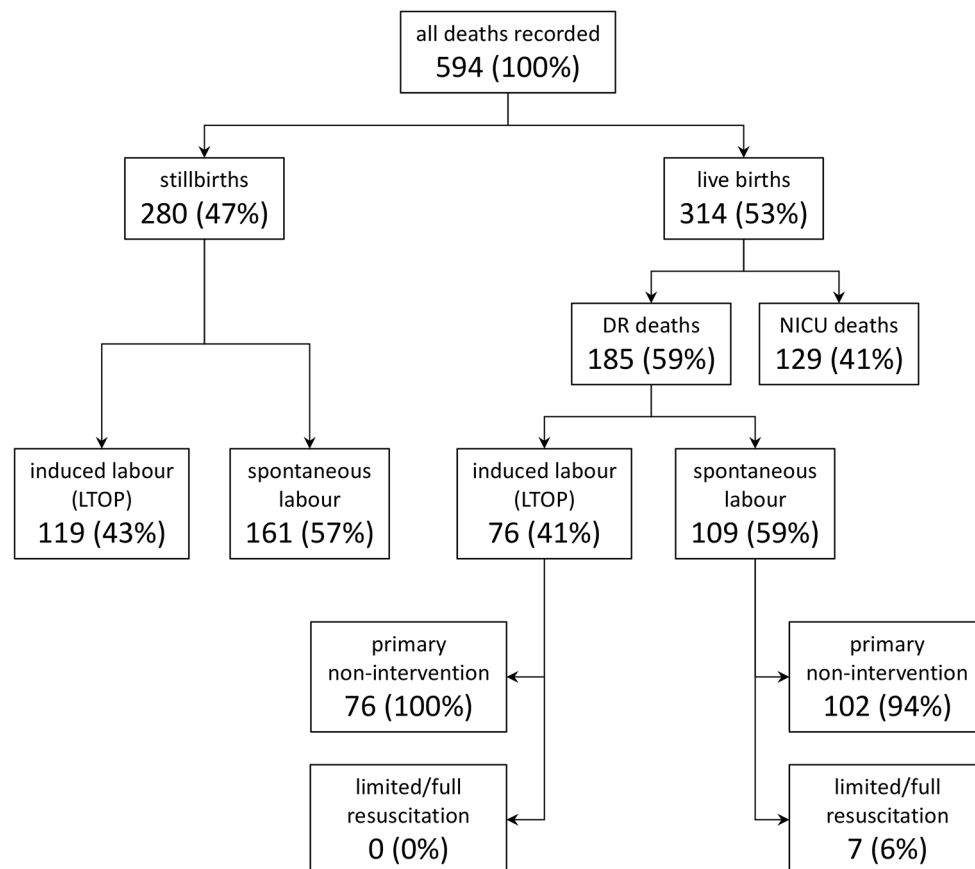 all deaths recorded
594 (100%)
stillbirths
280 (47%)
live births
314 (53%)
DR deaths
185 (59%)
NICU deaths
129 (41%)
induced labour
(LTOP)
119 (43%)
spontaneous
labour
161 (57%)
induced labour
(LTOP)
76 (41%)
spontaneous
labour
109 (59%)
primary
non-intervention
76 (100%)
primary
non-intervention
102 (94%)
limited/full
resuscitation
0 (0%)
limited/full
resuscitation
7 (6%)